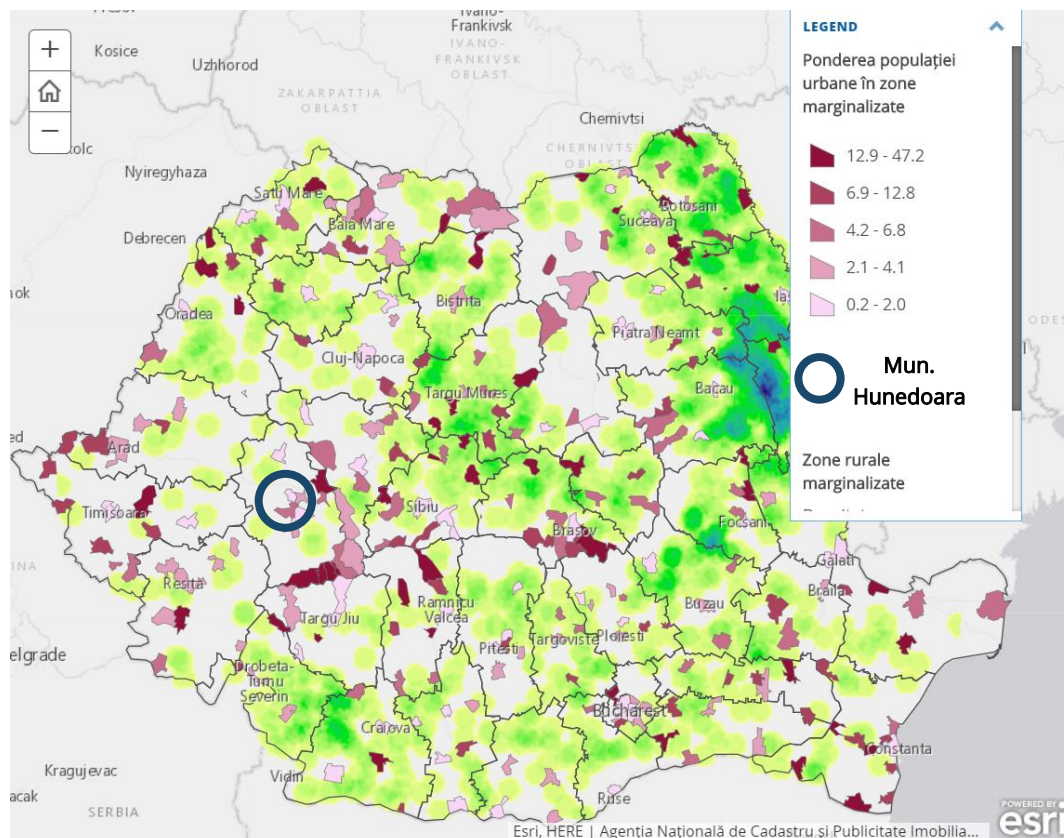 Ivano-
Frankivsk
IVANO-
FRANKIVSK
OBLAST
+
−
Kosice
Uzhhorod
ZAKARPATTIA
OBLAST
Chernivtsi
CHERNIVTS
OBLAST
Nyiregyhaza
Satu Mare
Baia Mare
Botosani
Suceava
Debrecen
Oradea
Bistrita
Cluj-Napoca
Piatra Neamt
Targu Mures
Bacau
Arad
Timisoara
Sibiu
Brasov
Focsani
Galati
Braila
Resita
Targu Jiu
Ramnicu
Valcea
Buzau
Pitesti
Targoviste
Ploiesti
elgrade
Drobeta-
Turnu
Severin
Craiova
Bucharest
Constanta
Kragujevac
Vidin
Ruse
acak
SERBIA
ODES
LEGEND
Ponderea populației
urbane în zone
marginalizate
12.9 - 47.2
6.9 - 12.8
4.2 - 6.8
2.1 - 4.1
0.2 - 2.0
Mun.
Hunedoara
Zone rurale
marginalizate
Esri, HERE | Agenția Națională de Cadastru și Publicitate Imobilia...
POWERED BY
esri